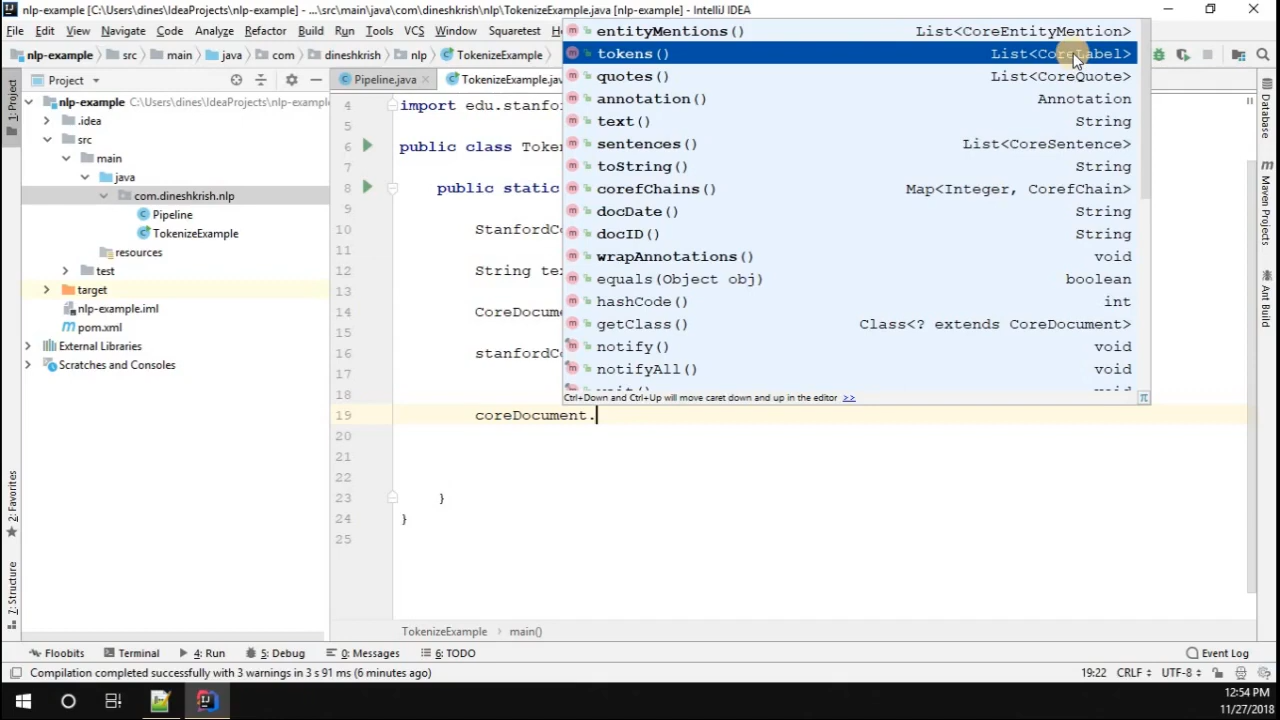 nlp-example [C:\Users\dines\IdeaProjects\nlp-example] - ...\src\main\java\com\dineshkrish\nlp\TokenizeExample.java [nlp-example] - IntelliJ IDEA
File Edit View Navigate Code Analyze Refactor Build Run Tools VCS Window Squaretest
nlp-example src main java com dineshkrish nlp TokenizeExample
Project
Pipeline.java TokenizeExample.jav
nlp-example C:\Users\dines\IdeaProjects\nlp-example
.idea
src
main
java
com.dineshkrish.nlp
Pipeline
TokenizeExample
resources
test
target
nlp-example.iml
pom.xml
External Libraries
Scratches and Consoles
1: Project
2: Favorites
7: Structure
4 import edu.stanfor
5
6 public class Token
7
8 public static
9
10 StanfordCo
11
12 String tex
13
14 CoreDocume
15
16 stanfordCo
18
19 coreDocument.
20
21
22
23 }
24 }
25
entityMentions() List<CoreEntityMention>
tokens() List<CoreLabel>
quotes() List<CoreQuote>
annotation() Annotation
text() String
sentences() List<CoreSentence>
toString() String
corefChains() Map<Integer, CorefChain>
docDate() String
docID() String
wrapAnnotations() void
equals(Object obj) boolean
hashCode() int
getClass() Class<? extends CoreDocument>
notify() void
notifyAll() void
Ctrl+Down and Ctrl+Up will move caret down and up in the editor >>
π
Database
Maven Projects
Ant Build
TokenizeExample main()
Floobits Terminal 4: Run 5: Debug 0: Messages 6: TODO Event Log
Compilation completed successfully with 3 warnings in 3 s 91 ms (6 minutes ago) 19:22 CRLF UTF-8
12:54 PM
11/27/2018